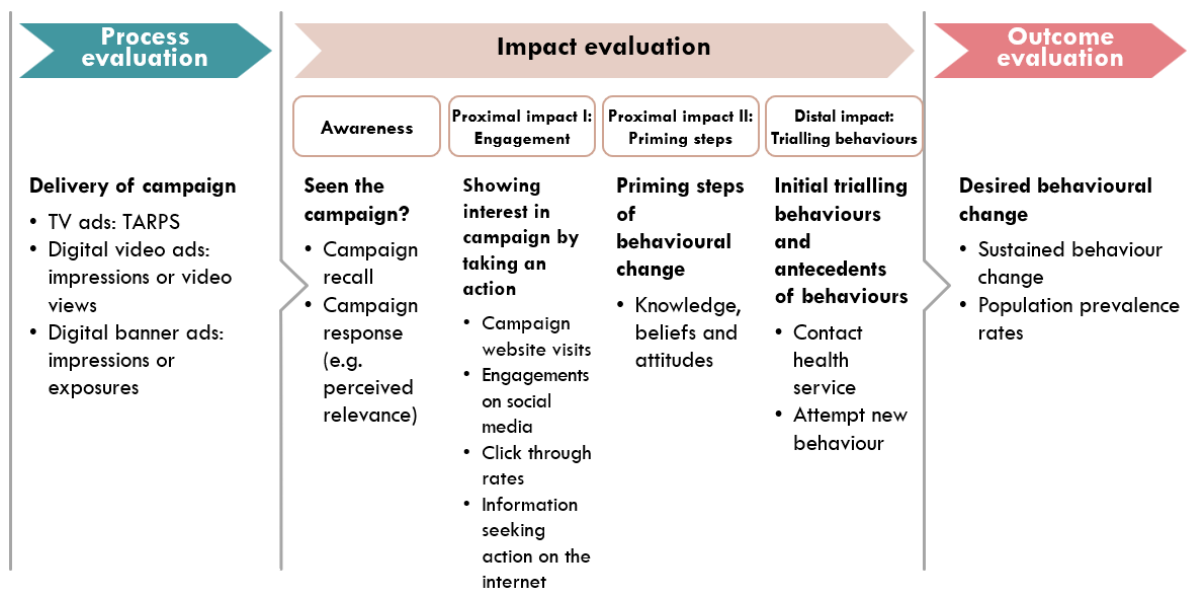 Process
evaluation
Impact evaluation
Outcome
evaluation
Awareness
Proximal impact I:
Engagement
Proximal impact II:
Priming steps
Distal impact:
Trialling behaviours
Delivery of campaign
• TV ads: TARPS
• Digital video ads:
impressions or video
views
• Digital banner ads:
impressions or
exposures
Seen the
campaign?
• Campaign
recall
• Campaign
response
(e.g.
perceived
relevance)
Showing
interest in
campaign by
taking an
action
• Campaign
website visits
• Engagements
on social
media
• Click through
rates
• Information
seeking
action on the
internet
Priming steps
of
behavioural
change
• Knowledge,
beliefs and
attitudes
Initial trialling
behaviours
and
antecedents
of behaviours
• Contact
health
service
• Attempt new
behaviour
Desired behavioural
change
• Sustained behaviour
change
• Population prevalence
rates